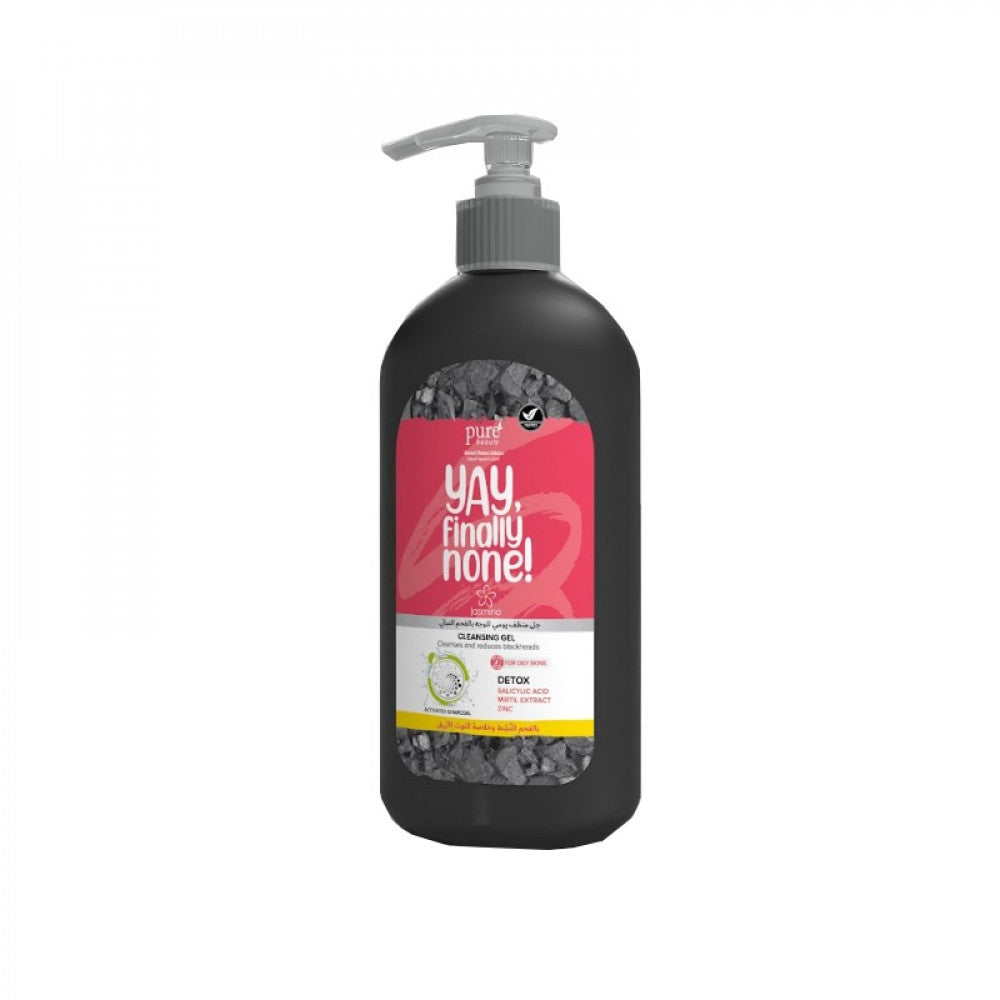 pure
beauty
YAY,
finally
none!
jasmina
جل منظف يومي للوجه بالفحم النباتي
CLEANSING GEL
Cleanses and reduces blackheads
FOR OILY SKINS
DETOX
SALICYLIC ACID
MIRTIL EXTRACT
ZINC
ACTIVATED CHARCOAL